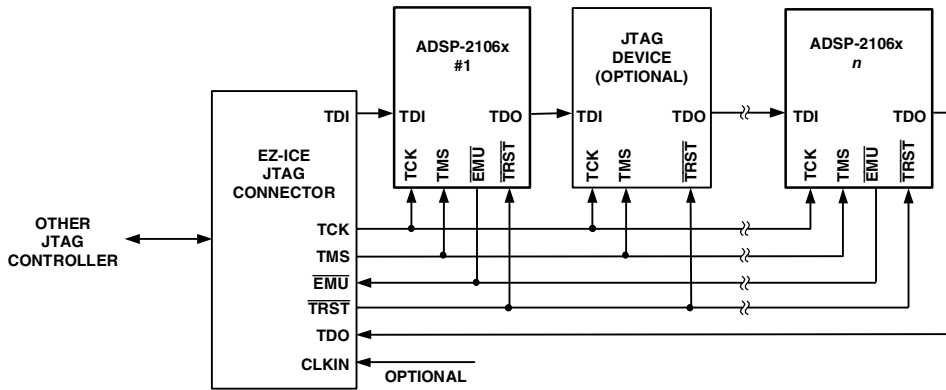 ADSP-2106x
#1
JTAG
DEVICE
(OPTIONAL)
ADSP-2106x
n
TDI
TDI
TDO
TDI
TDO
TDI
TDO
EZ-ICE
JTAG
CONNECTOR
TCK
TMS
EMU
TRST
TCK
TMS
TRST
TCK
TMS
EMU
TRST
OTHER
JTAG
CONTROLLER
TCK
TMS
EMU
TRST
TDO
CLKIN
OPTIONAL